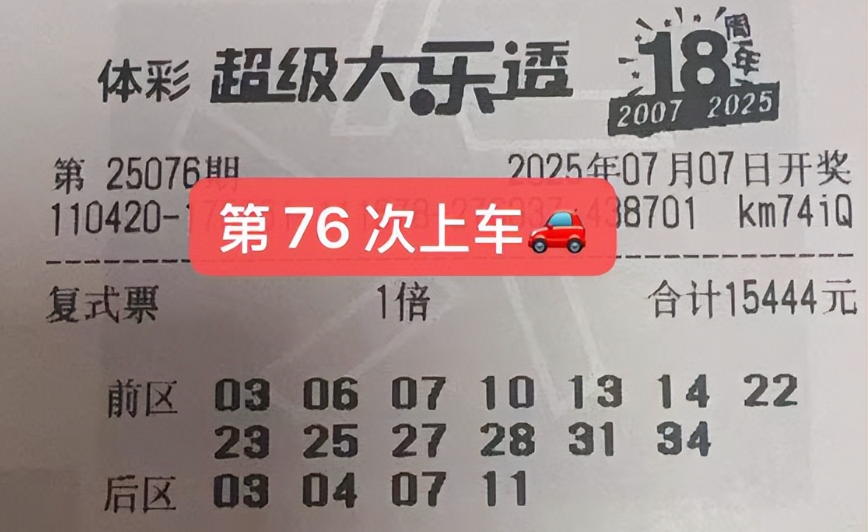 体彩 超级大乐透 18周年
2007 2025
第 25076期 2025年07月07日开奖
110420- 438701 km74iQ
第 76 次上车🚗
复式票 1倍 合计15444元
前区 03 06 07 10 13 14 22
23 25 27 28 31 34
后区 03 04 07 11